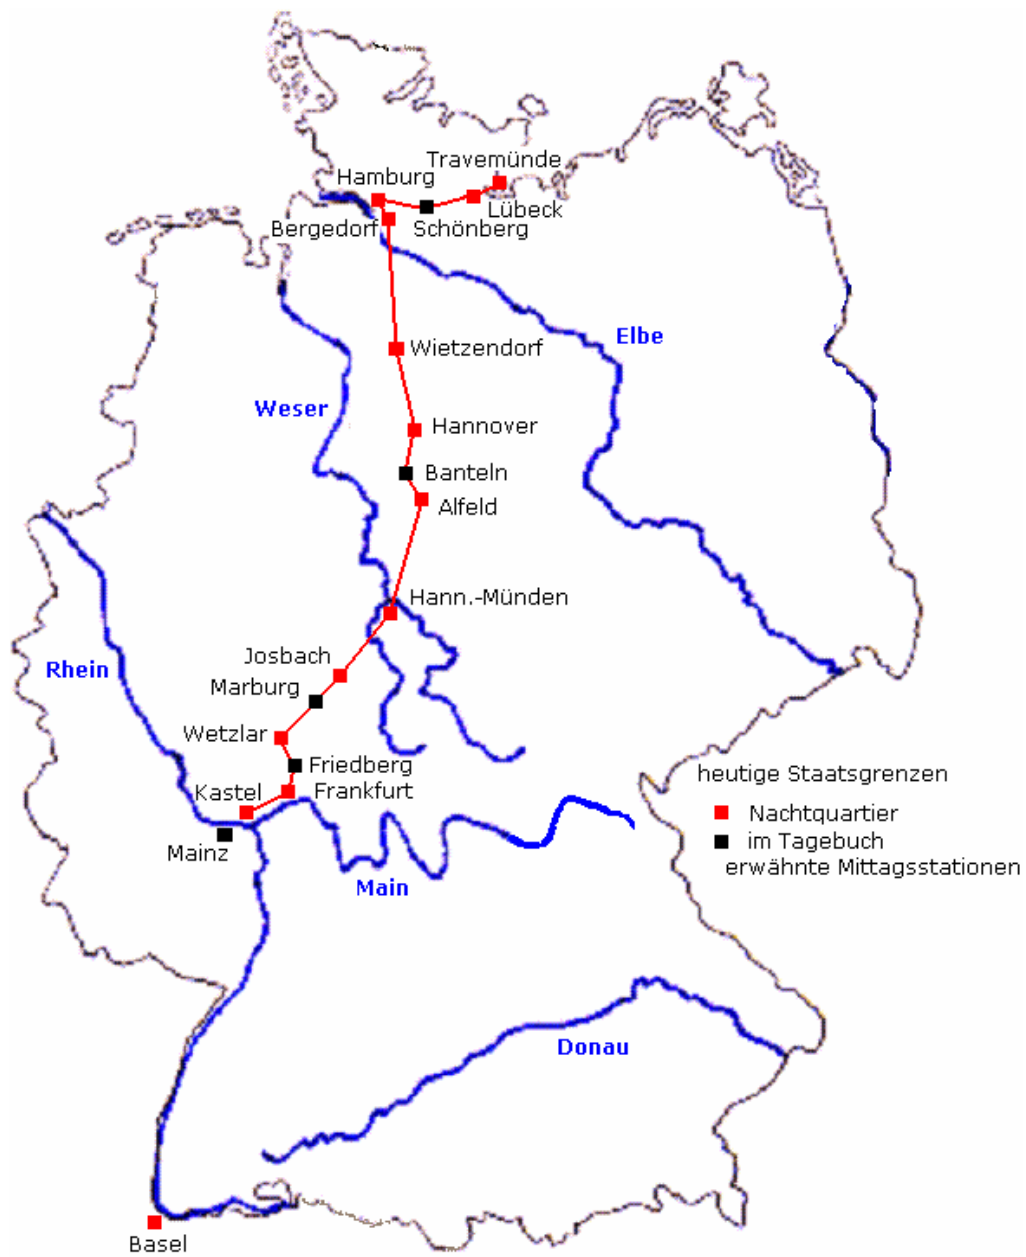 Travemünde
Hamburg
Lübeck
Bergedorf
Schönberg
Elbe
Wietzendorf
Weser
Hannover
Banteln
Alfeld
Hann.-Münden
Josbach
Rhein
Marburg
Wetzlar
Friedberg
heutige Staatsgrenzen
Kastel
Frankfurt
Nachtquartier
im Tagebuch
erwähnte Mittagsstationen
Mainz
Main
Donau
Basel